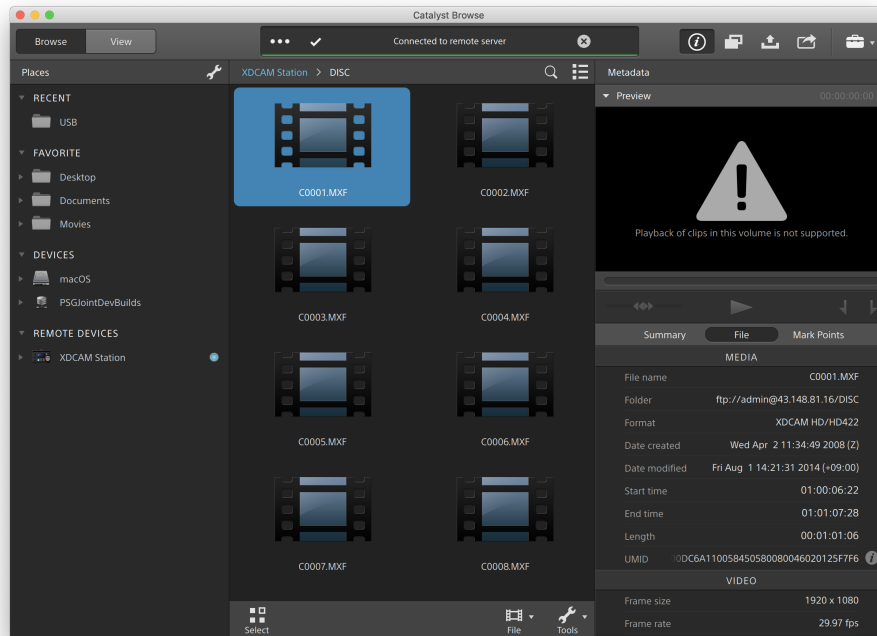 Catalyst Browse
Browse
View
Connected to remote server
Places
XDCAM Station > DISC
Metadata
RECENT
USB
FAVORITE
Desktop
Documents
Movies
DEVICES
macOS
PSGJointDevBuilds
REMOTE DEVICES
XDCAM Station
C0001.MXF
C0002.MXF
C0003.MXF
C0004.MXF
C0005.MXF
C0006.MXF
C0007.MXF
C0008.MXF
Select
File
Tools
Preview 00:00:00:00
Playback of clips in this volume is not supported.
Summary File Mark Points
MEDIA
File name C0001.MXF
Folder ftp://admin@43.148.81.16/DISC
Format XDCAM HD/HD422
Date created Wed Apr 2 11:34:49 2008 (Z)
Date modified Fri Aug 1 14:21:31 2014 (+09:00)
Start time 01:00:06:22
End time 01:01:07:28
Length 00:01:01:06
UMID DC6A110058450580080046020125F7F6
VIDEO
Frame size 1920 x 1080
Frame rate 29.97 fps